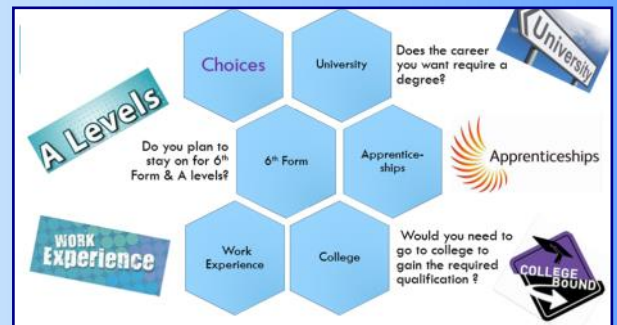 Choices
University
Does the career
you want require a
degree?
University
A Levels
Do you plan to
stay on for 6th
Form & A levels?
6th Form
Apprentice-
ships
Apprenticeships
WORK
Experience
Work
Experience
College
Would you need to
go to college to
gain the required
qualification ?
COLLEGE
BOUND